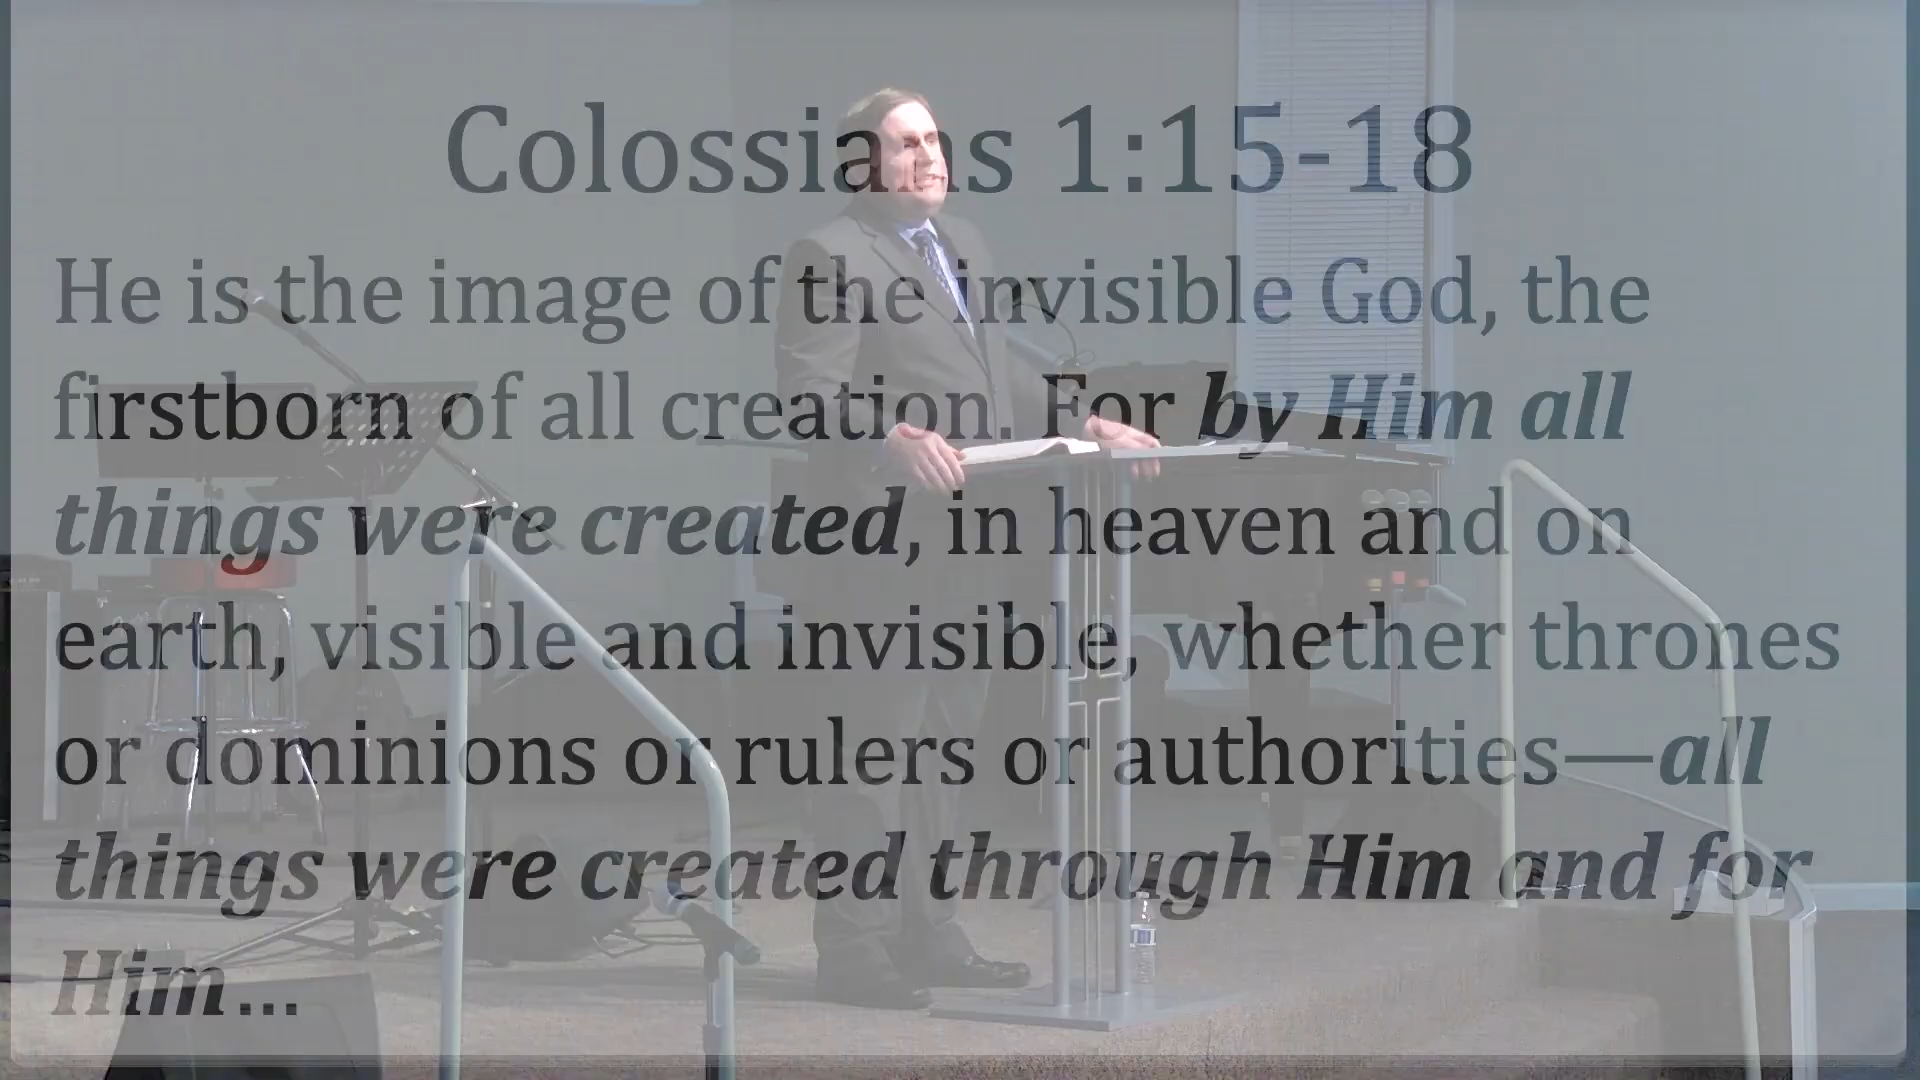 Colossians 1:15-18
He is the image of the invisible God, the
firstborn of all creation. For by Him all
things were created, in heaven and on
earth, visible and invisible, whether thrones
or dominions or rulers or authorities—all
things were created through Him and for
Him...